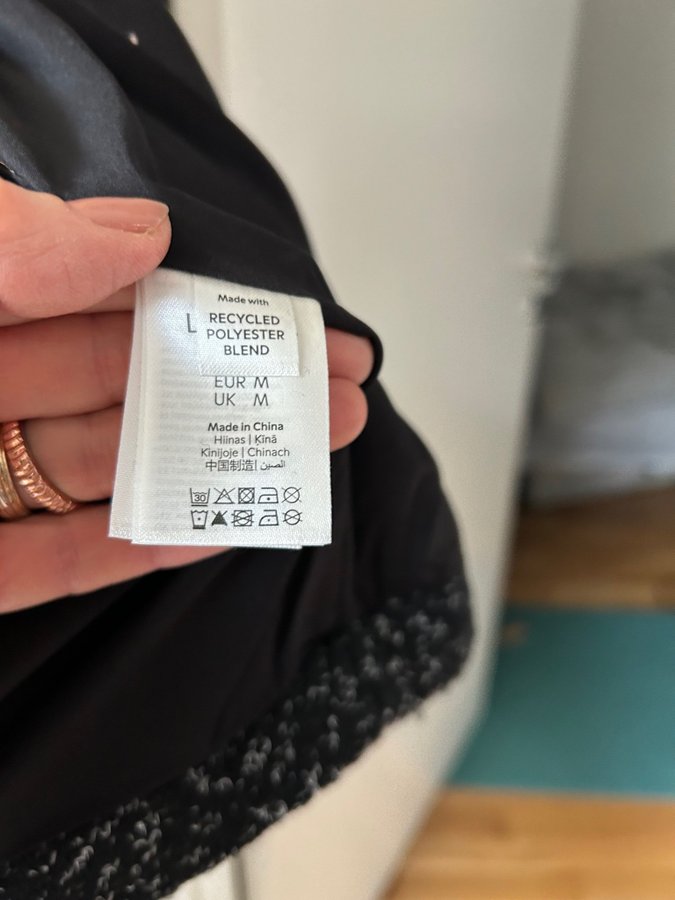 Made with
RECYCLED
POLYESTER
BLEND
L
EUR M
UK M
Made in China
Hiinas | Ķīnā
Kinijoje | Chinach
中国制造| الصين
30